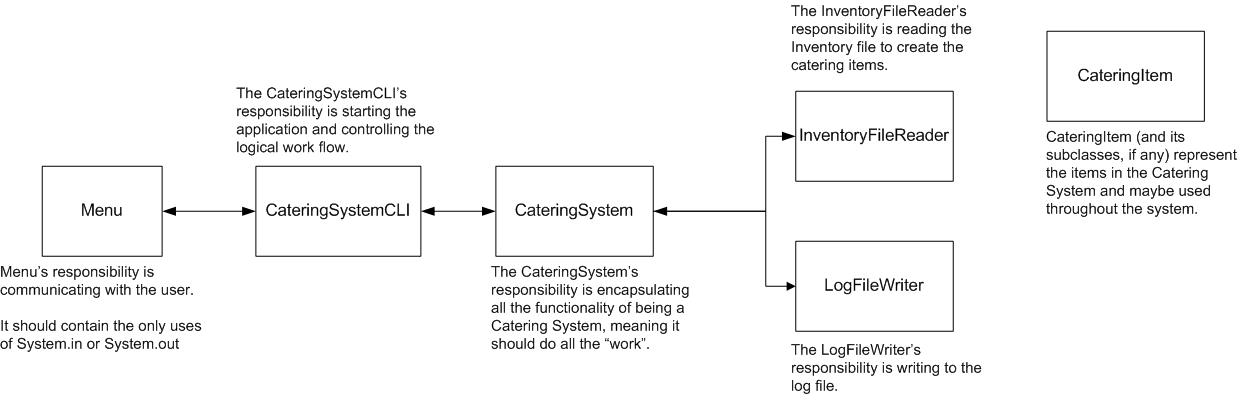 The InventoryFileReader's
responsibility is reading the
Inventory file to create the
catering items.
CateringItem
The CateringSystemCLI's
responsibility is starting the
application and controlling the
logical work flow.
InventoryFileReader
CateringItem (and its
subclasses, if any) represent
the items in the Catering
System and maybe used
throughout the system.
Menu
CateringSystemCLI
CateringSystem
Menu's responsibility is
communicating with the user.
It should contain the only uses
of System.in or System.out
The CateringSystem's
responsibility is encapsulating
all the functionality of being a
Catering System, meaning it
should do all the “work”.
LogFileWriter
The LogFileWriter's
responsibility is writing to the
log file.